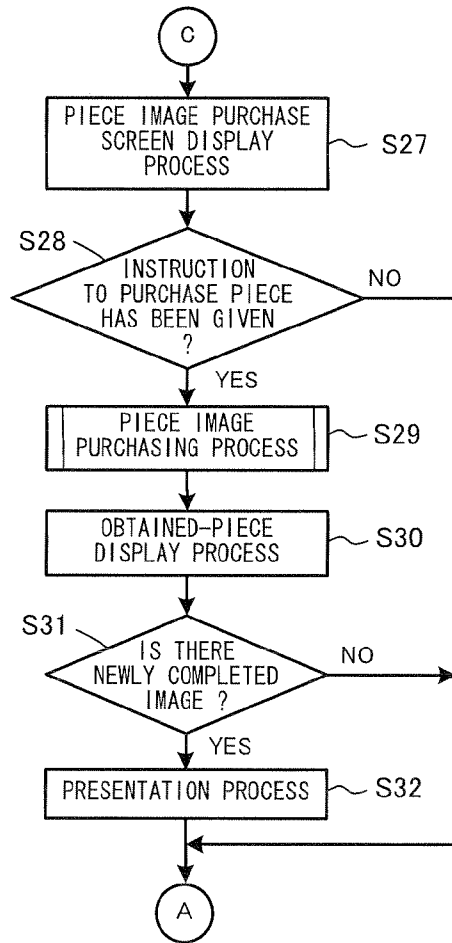 C
PIECE IMAGE PURCHASE
SCREEN DISPLAY
PROCESS
S27
S28
INSTRUCTION
TO PURCHASE PIECE
HAS BEEN GIVEN
?
NO
YES
PIECE IMAGE
PURCHASING PROCESS
S29
OBTAINED-PIECE
DISPLAY PROCESS
S30
S31
IS THERE
NEWLY COMPLETED
IMAGE ?
NO
YES
PRESENTATION PROCESS
S32
A